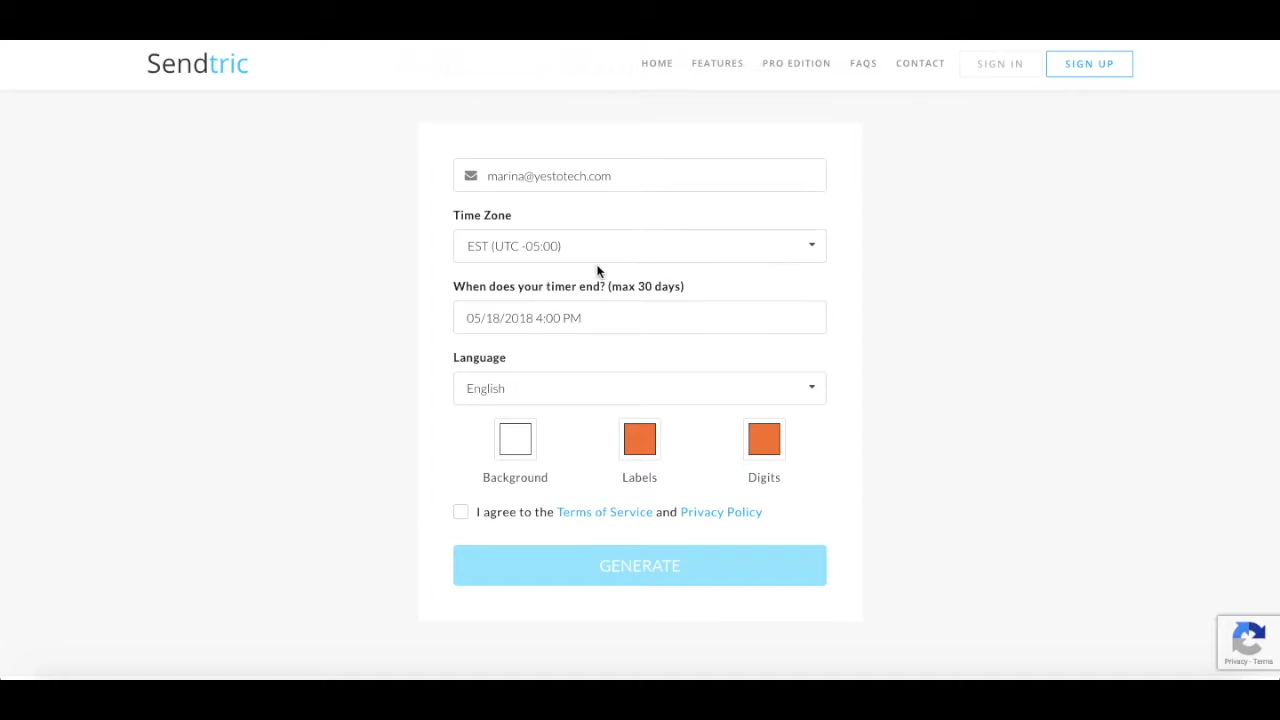 Sendtric
HOME FEATURES PRO EDITION FAQS CONTACT SIGN IN SIGN UP
marina@yestotech.com
Time Zone
EST (UTC -05:00)
When does your timer end? (max 30 days)
05/18/2018 4:00 PM
Language
English
Background Labels Digits
I agree to the Terms of Service and Privacy Policy
GENERATE
Privacy - Terms